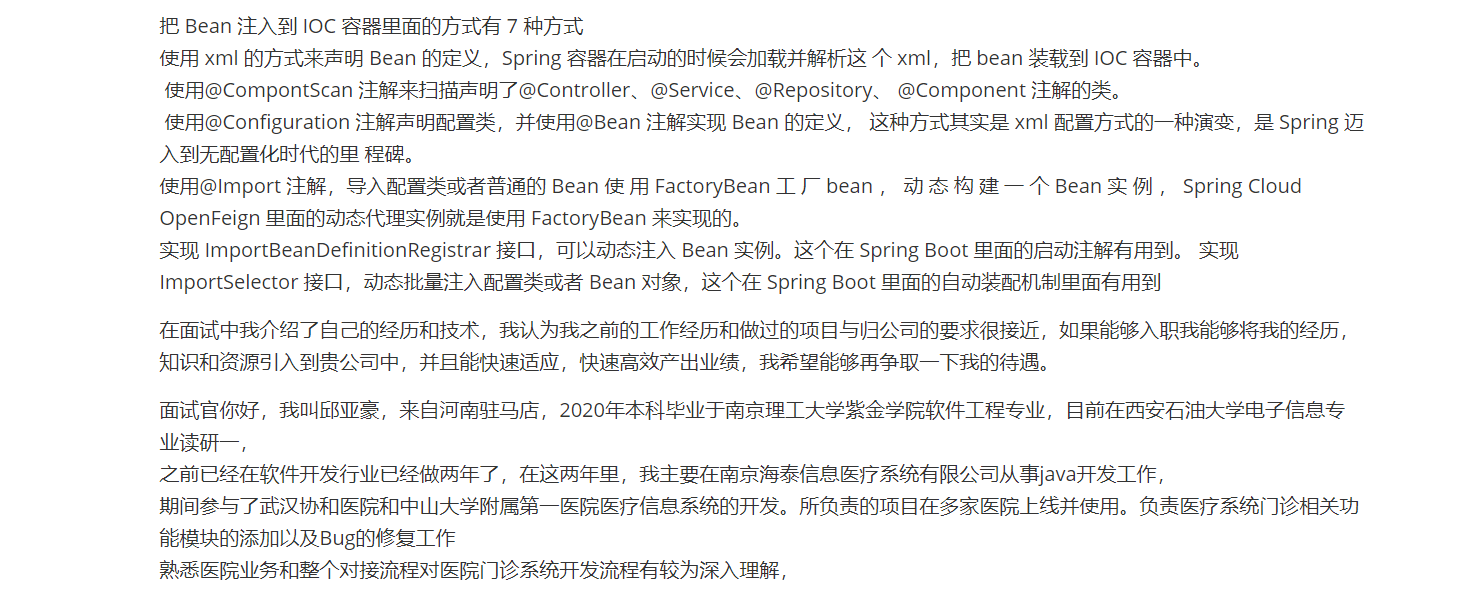 把 Bean 注入到 IOC 容器里面的方式有 7 种方式
使用 xml 的方式来声明 Bean 的定义，Spring 容器在启动的时候会加载并解析这 个 xml，把 bean 装载到 IOC 容器中。
使用@CompontScan 注解来扫描声明了@Controller、@Service、@Repository、 @Component 注解的类。
使用@Configuration 注解声明配置类，并使用@Bean 注解实现 Bean 的定义， 这种方式其实是 xml 配置方式的一种演变，是 Spring 迈
入到无配置化时代的里 程碑。
使用@Import 注解，导入配置类或者普通的 Bean 使 用 FactoryBean 工 厂 bean ， 动 态 构 建 一 个 Bean 实 例 ， Spring Cloud
OpenFeign 里面的动态代理实例就是使用 FactoryBean 来实现的。
实现 ImportBeanDefinitionRegistrar 接口，可以动态注入 Bean 实例。这个在 Spring Boot 里面的启动注解有用到。 实现
ImportSelector 接口，动态批量注入配置类或者 Bean 对象，这个在 Spring Boot 里面的自动装配机制里面有用到
在面试中我介绍了自己的经历和技术，我认为我之前的工作经历和做过的项目与归公司的要求很接近，如果能够入职我能够将我的经历，
知识和资源引入到贵公司中，并且能快速适应，快速高效产出业绩，我希望能够再争取一下我的待遇。
面试官你好，我叫邱亚豪，来自河南驻马店，2020年本科毕业于南京理工大学紫金学院软件工程专业，目前在西安石油大学电子信息专
业读研一，
之前已经在软件开发行业已经做两年了，在这两年里，我主要在南京海泰信息医疗系统有限公司从事java开发工作，
期间参与了武汉协和医院和中山大学附属第一医院医疗信息系统的开发。所负责的项目在多家医院上线并使用。负责医疗系统门诊相关功
能模块的添加以及Bug的修复工作
熟悉医院业务和整个对接流程对医院门诊系统开发流程有较为深入理解，